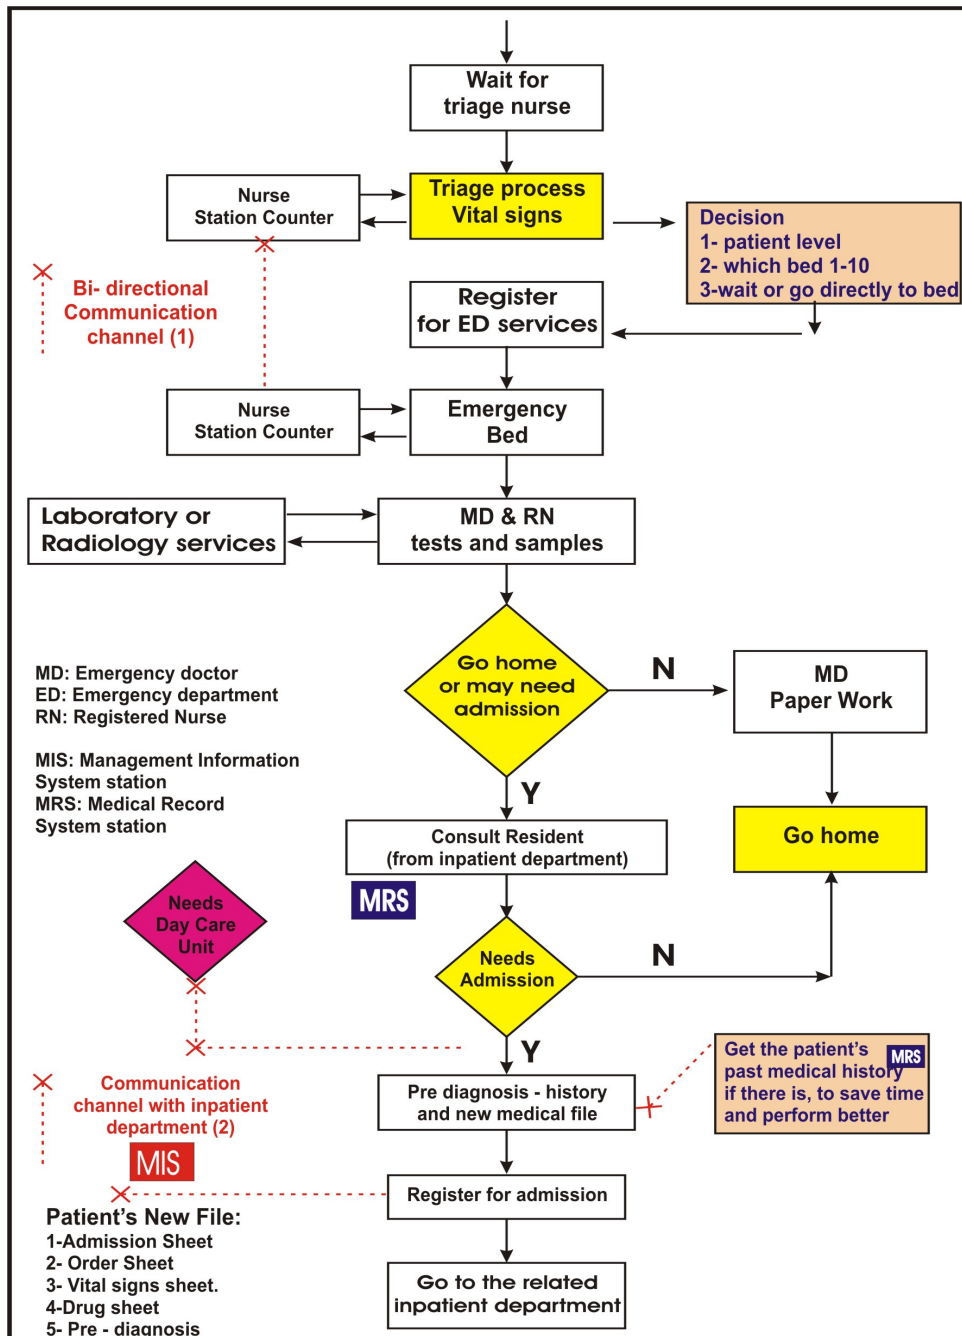 Wait for
triage nurse
Nurse
Station Counter
Triage process
Vital signs
Decision
1- patient level
2- which bed 1-10
3-wait or go directly to bed
Bi- directional
Communication
channel (1)
Register
for ED services
Nurse
Station Counter
Emergency
Bed
Laboratory or
Radiology services
MD & RN
tests and samples
Go home
or may need
admission
N
MD
Paper Work
MD: Emergency doctor
ED: Emergency department
RN: Registered Nurse
MIS: Management Information
System station
MRS: Medical Record
System station
Y
Consult Resident
(from inpatient department)
Go home
MRS
Needs
Day Care
Unit
Needs
Admission
N
Y
Get the patient's
past medical history
if there is, to save time
and perform better
MRS
Communication
channel with inpatient
department (2)
MIS
Pre diagnosis - history
and new medical file
Register for admission
Patient's New File:
1-Admission Sheet
2- Order Sheet
3- Vital signs sheet.
4-Drug sheet
5- Pre - diagnosis
Go to the related
inpatient department